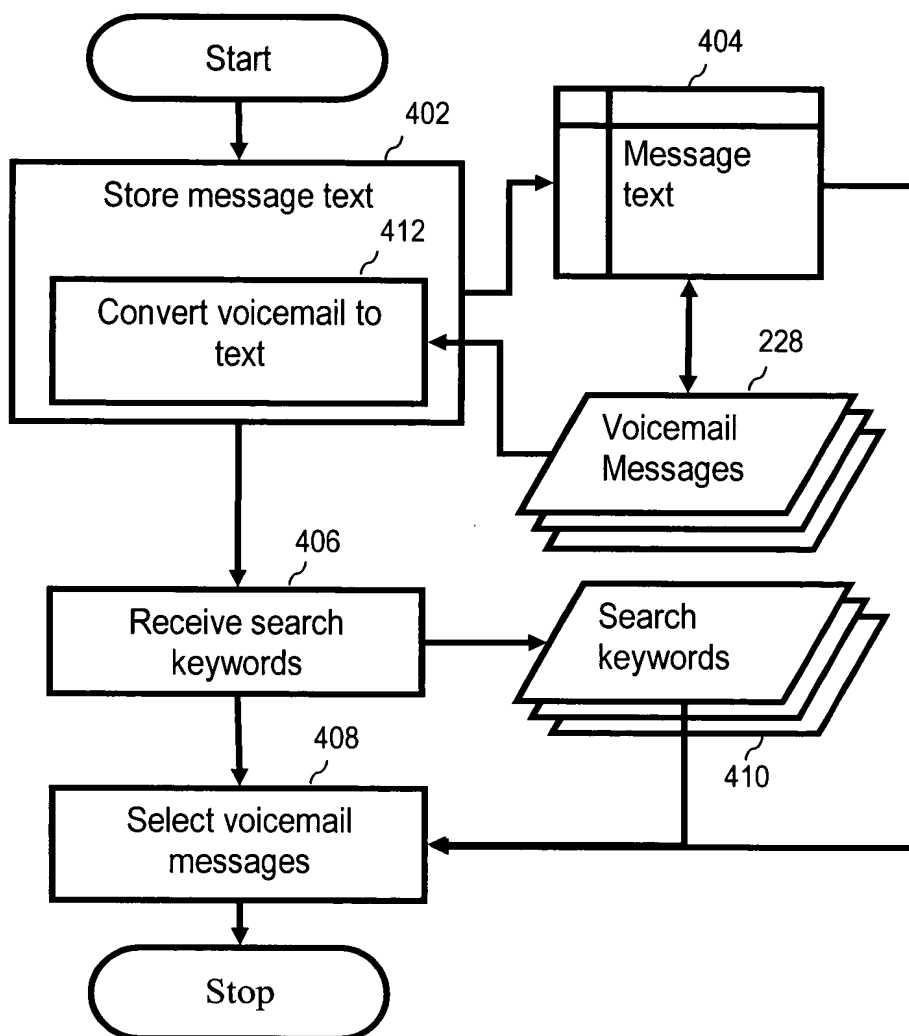 Start
402
Store message text
412
Convert voicemail to
text
404
Message
text
228
Voicemail
Messages
406
Receive search
keywords
Search
keywords
410
408
Select voicemail
messages
Stop